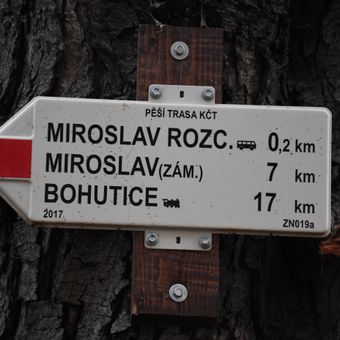 PĚŠÍ TRASA KČT
MIROSLAV ROZC. 0,2 km
MIROSLAV (ZÁM.) 7 km
BOHUTICE 17 km
2017 ZN019a